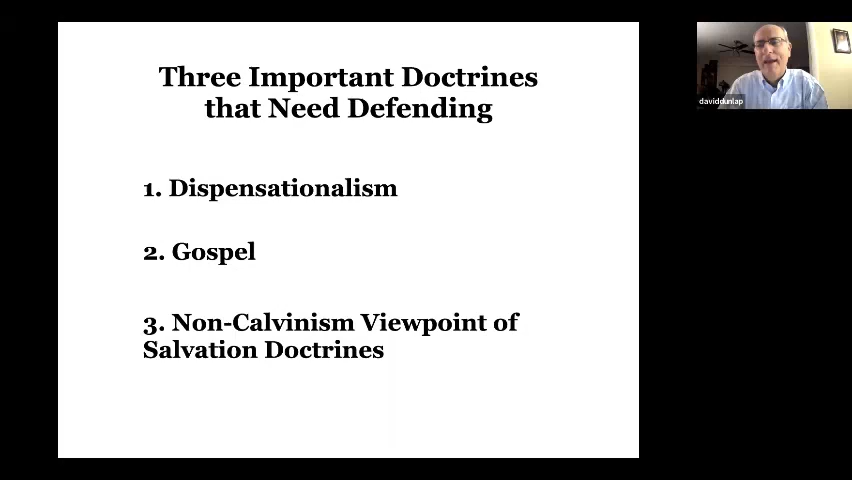 Three Important Doctrines
that Need Defending
1. Dispensationalism
2. Gospel
3. Non-Calvinism Viewpoint of
Salvation Doctrines
daviddunlap